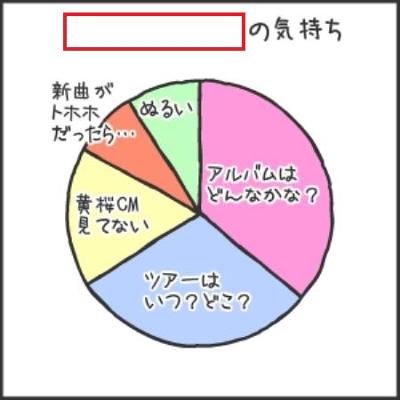 の気持ち
新曲が
トホホ
だったら…
ぬるい
アルバムは
どんなかな？
黄桜CM
見てない
ツアーは
いつ？どこ？